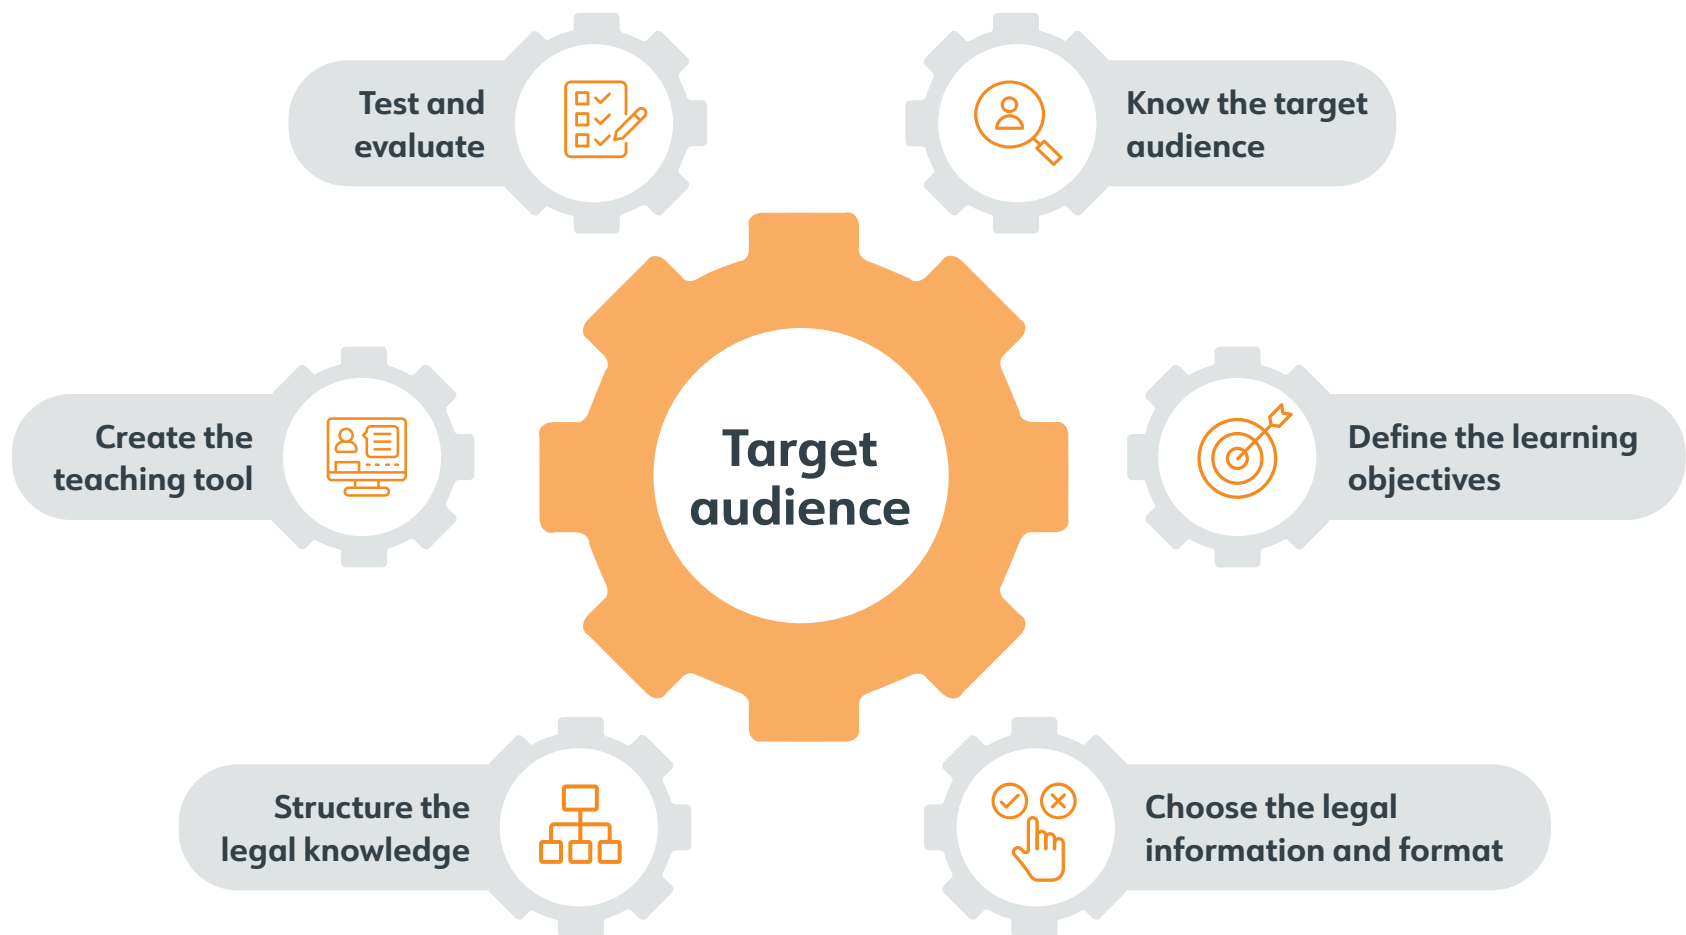 Test and
evaluate
Know the target
audience
Create the
teaching tool
Target
audience
Define the learning
objectives
Structure the
legal knowledge
Choose the legal
information and format